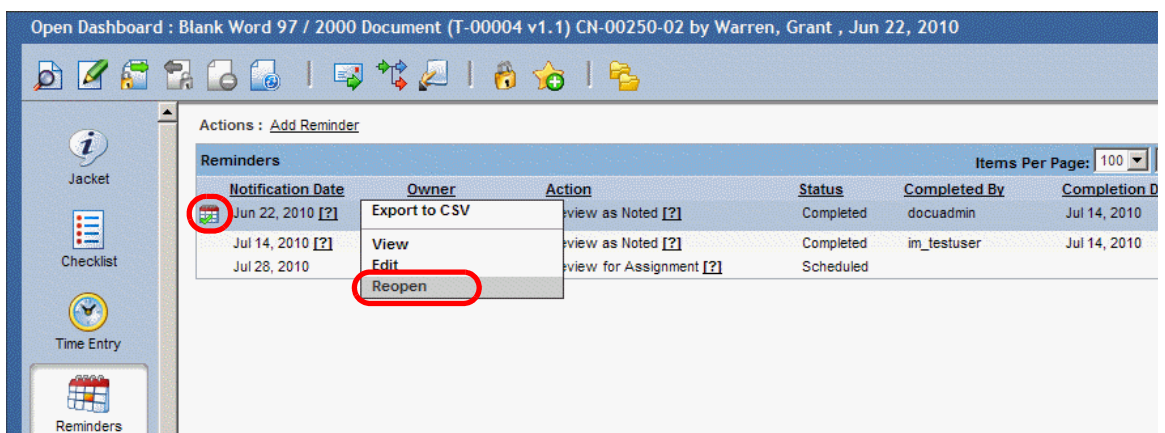 Open Dashboard : Blank Word 97 / 2000 Document (T-00004 v1.1) CN-00250-02 by Warren, Grant , Jun 22, 2010
Actions : Add Reminder
Reminders Items Per Page: 100
Notification Date Owner Action Status Completed By Completion D
Jun 22, 2010 [?] eview as Noted [?] Completed docuadmin Jul 14, 2010
Jul 14, 2010 [?] eview as Noted [?] Completed im_testuser Jul 14, 2010
Jul 28, 2010 eview for Assignment [?] Scheduled
Export to CSV
View
Edit
Reopen
Jacket
Checklist
Time Entry
Reminders